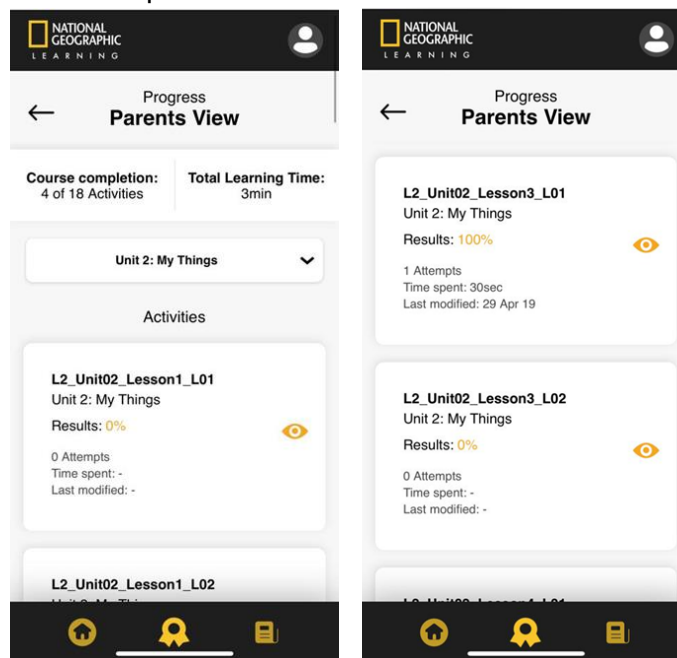 NATIONAL
GEOGRAPHIC
LEARNING
Progress
Parents View
Course completion:
4 of 18 Activities
Total Learning Time:
3min
Unit 2: My Things
Activities
L2_Unit02_Lesson1_L01
Unit 2: My Things
Results: 0%
0 Attempts
Time spent: -
Last modified: -
L2_Unit02_Lesson1_L02
NATIONAL
GEOGRAPHIC
LEARNING
Progress
Parents View
L2_Unit02_Lesson3_L01
Unit 2: My Things
Results: 100%
1 Attempts
Time spent: 30sec
Last modified: 29 Apr 19
L2_Unit02_Lesson3_L02
Unit 2: My Things
Results: 0%
0 Attempts
Time spent: -
Last modified: -